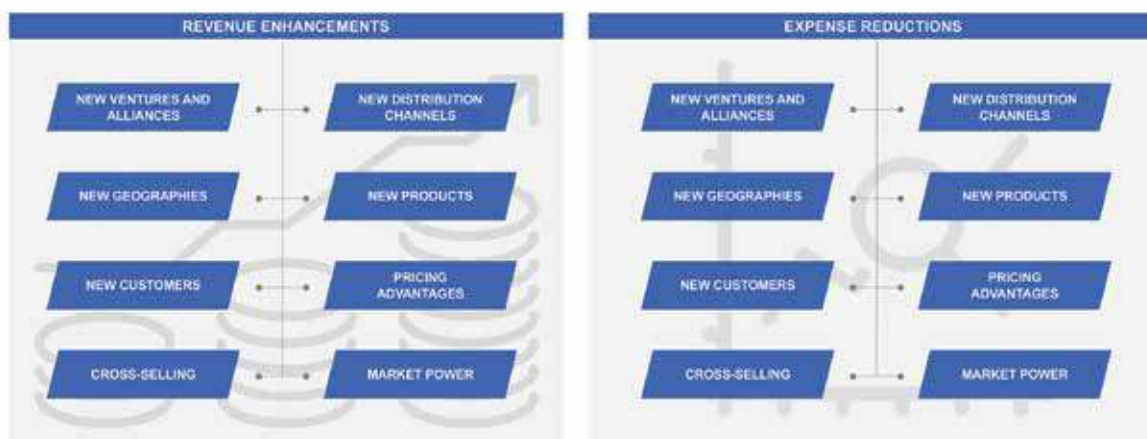 REVENUE ENHANCEMENTS
NEW VENTURES AND
ALLIANCES
NEW DISTRIBUTION
CHANNELS
NEW GEOGRAPHIES
NEW PRODUCTS
NEW CUSTOMERS
PRICING
ADVANTAGES
CROSS-SELLING
MARKET POWER
EXPENSE REDUCTIONS
NEW VENTURES AND
ALLIANCES
NEW DISTRIBUTION
CHANNELS
NEW GEOGRAPHIES
NEW PRODUCTS
NEW CUSTOMERS
PRICING
ADVANTAGES
CROSS-SELLING
MARKET POWER